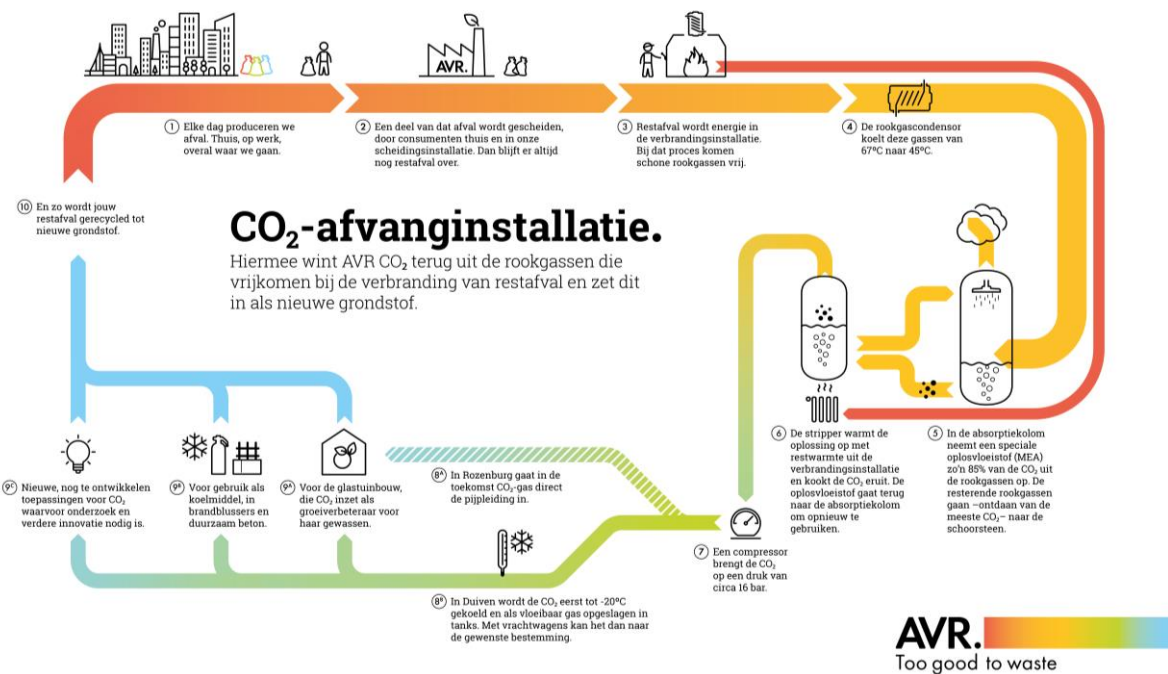 AVR.
① Elke dag produceren we
afval. Thuis, op werk,
overal waar we gaan.
② Een deel van dat afval wordt gescheiden,
door consumenten thuis en in onze
scheidingsinstallatie. Dan blijft er altijd
nog restafval over.
③ Restafval wordt energie in
de verbrandingsinstallatie.
Bij dat proces komen
schone rookgassen vrij.
④ De rookgascondensor
koelt deze gassen van
67ºC naar 45ºC.
⑩ En zo wordt jouw
restafval gerecycled tot
nieuwe grondstof.
CO₂-afvanginstallatie.
Hiermee wint AVR CO₂ terug uit de rookgassen die
vrijkomen bij de verbranding van restafval en zet dit
in als nieuwe grondstof.
⑥ De stripper warmt de
oplossing op met
restwarmte uit de
verbrandingsinstallatie
en kookt de CO₂ eruit. De
oplosvloeistof gaat terug
naar de absorptiekolom
om opnieuw te
gebruiken.
⑤ In de absorptiekolom
neemt een speciale
oplosvloeistof (MEA)
zo'n 85% van de CO₂ uit
de rookgassen op. De
resterende rookgassen
gaan –ontdaan van de
meeste CO₂– naar de
schoorsteen.
9ᶜ Nieuwe, nog te ontwikkelen
toepassingen voor CO₂
waarvoor onderzoek en
verdere innovatie nodig is.
9ᴮ Voor gebruik als
koelmiddel, in
brandblussers en
duurzaam beton.
9ᴬ Voor de glastuinbouw,
die CO₂ inzet als
groeiverbeteraar voor
haar gewassen.
8ᴬ In Rozenburg gaat in de
toekomst CO₂-gas direct
de pijpleiding in.
⑦ Een compressor
brengt de CO₂
op een druk van
circa 16 bar.
8ᴮ In Duiven wordt de CO₂ eerst tot -20ºC
gekoeld en als vloeibaar gas opgeslagen in
tanks. Met vrachtwagens kan het dan naar
de gewenste bestemming.
AVR.
Too good to waste